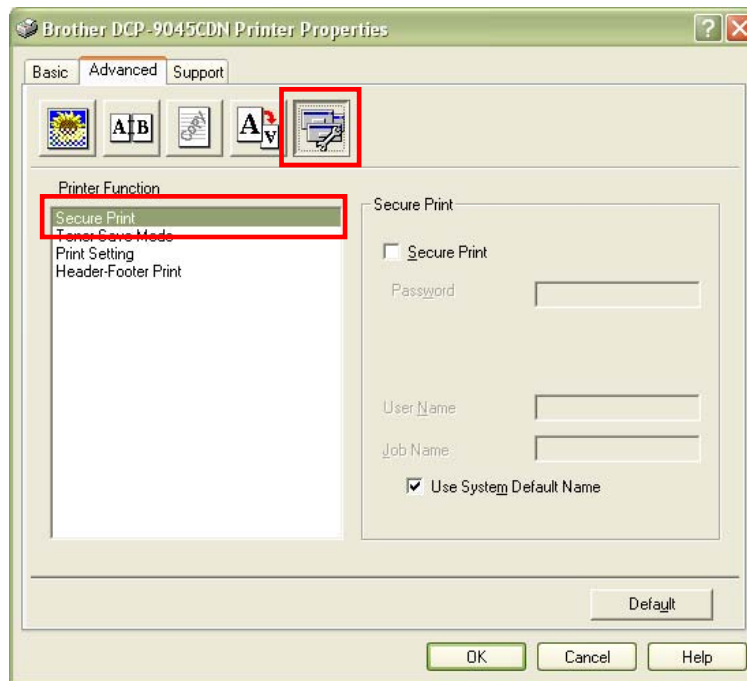 Brother DCP-9045CDN Printer Properties
Basic Advanced Support
A B COPY A V
Printer Function
Secure Print
Toner Save Mode
Print Setting
Header-Footer Print
Secure Print
Secure Print
Password
User Name
Job Name
Use System Default Name
Default
OK Cancel Help